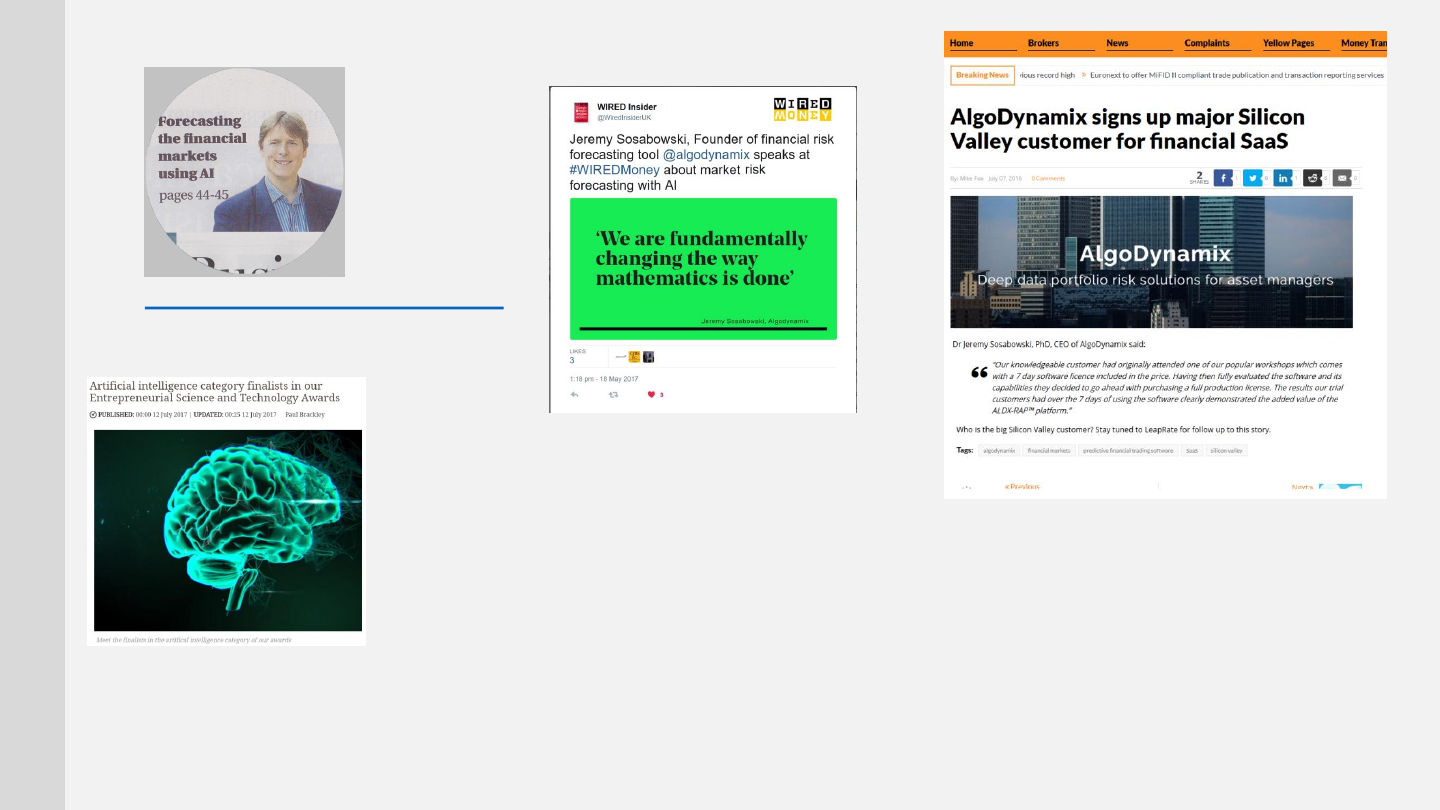 Forecasting
the financial
markets
using AI
pages 44-45
Artificial intelligence category finalists in our
Entrepreneurial Science and Technology Awards
PUBLISHED: 00:00 12 July 2017 | UPDATED: 00:25 12 July 2017 Paul Brackley
Meet the finalists in the artifical intelligence category of our awards
WIRED Insider
@WiredInsiderUK
WIRED
MONEY
Jeremy Sosabowski, Founder of financial risk
forecasting tool @algodynamix speaks at
#WIREDMoney about market risk
forecasting with AI
‘We are fundamentally
changing the way
mathematics is done’
Jeremy Sosabowski, Algodynamix
LIKES
3
1:18 pm - 18 May 2017
3
Home Brokers News Complaints Yellow Pages Money Tran
Breaking News ious record high » Euronext to offer MiFID II compliant trade publication and transaction reporting services
AlgoDynamix signs up major Silicon
Valley customer for financial SaaS
By: Mike Fox July 07, 2016 0 Comments
2
SHARES
AlgoDynamix
Deep data portfolio risk solutions for asset managers
Dr Jeremy Sosabowski, PhD, CEO of AlgoDynamix said:
“Our knowledgeable customer had originally attended one of our popular workshops which comes
with a 7 day software licence included in the price. Having then fully evaluated the software and its
capabilities they decided to go ahead with purchasing a full production license. The results our trial
customers had over the 7 days of using the software clearly demonstrated the added value of the
ALDX-RAP™ platform.”
Who is the big Silicon Valley customer? Stay tuned to LeapRate for follow up to this story.
Tags: algodynamix financial markets predictive financial trading software SaaS silicon valley
« Previous Next »